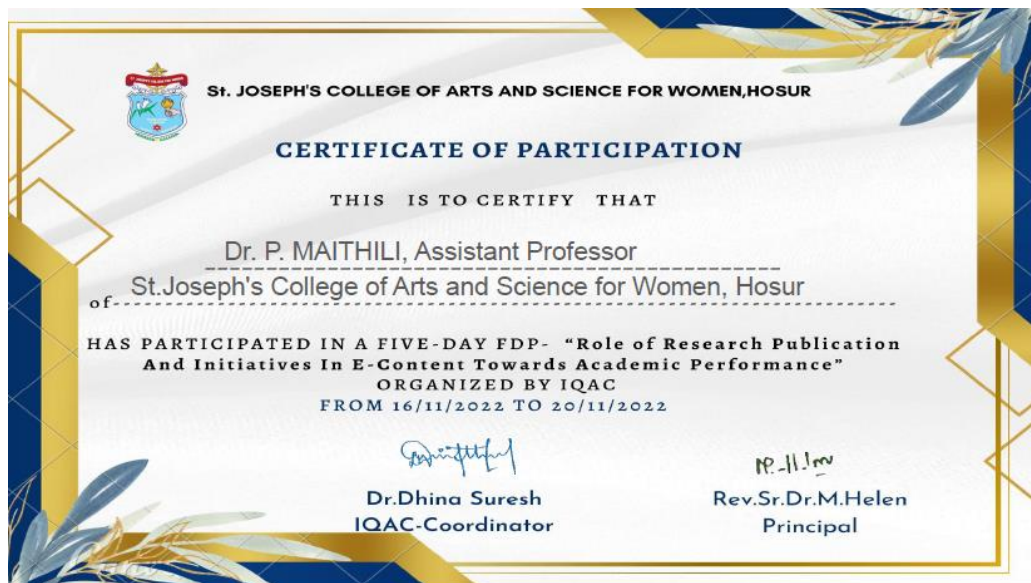 St. JOSEPH'S COLLEGE OF ARTS AND SCIENCE FOR WOMEN,HOSUR
CERTIFICATE OF PARTICIPATION
THIS IS TO CERTIFY THAT
Dr. P. MAITHILI, Assistant Professor
of St.Joseph's College of Arts and Science for Women, Hosur
HAS PARTICIPATED IN A FIVE-DAY FDP- “Role of Research Publication
And Initiatives In E-Content Towards Academic Performance”
ORGANIZED BY IQAC
FROM 16/11/2022 TO 20/11/2022
Dr.Dhina Suresh
IQAC-Coordinator
Rev.Sr.Dr.M.Helen
Principal